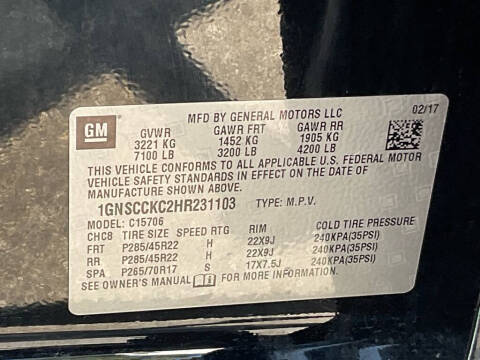 MFD BY GENERAL MOTORS LLC 02/17
GM GVWR GAWR FRT GAWR RR
3221 KG 1452 KG 1905 KG
7100 LB 3200 LB 4200 LB
THIS VEHICLE CONFORMS TO ALL APPLICABLE U.S. FEDERAL MOTOR
VEHICLE SAFETY STANDARDS IN EFFECT ON THE DATE OF
MANUFACTURE SHOWN ABOVE.
1GNSCCKC2HR231103 TYPE: M.P.V.
MODEL: C15706
CHC8 TIRE SIZE SPEED RTG RIM COLD TIRE PRESSURE
FRT P285/45R22 H 22X9J 240KPA(35PSI)
RR P285/45R22 H 22X9J 240KPA(35PSI)
SPA P265/70R17 S 17X7.5J 240KPA(35PSI)
SEE OWNER'S MANUAL FOR MORE INFORMATION.